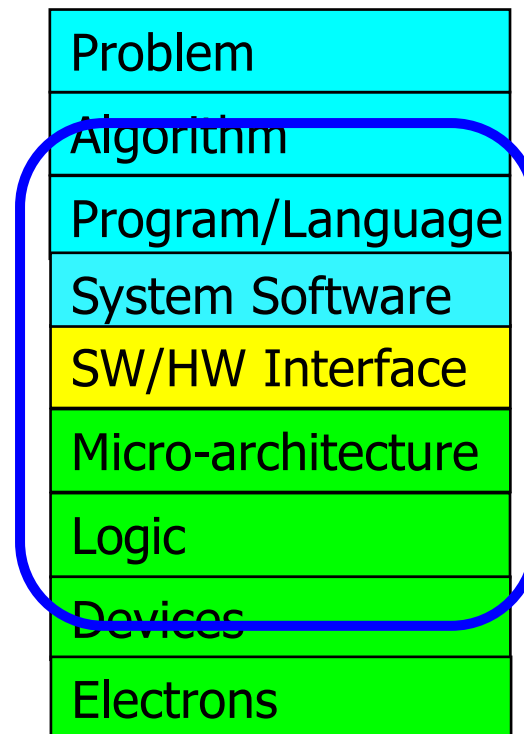 Problem
Algorithm
Program/Language
System Software
SW/HW Interface
Micro-architecture
Logic
Devices
Electrons